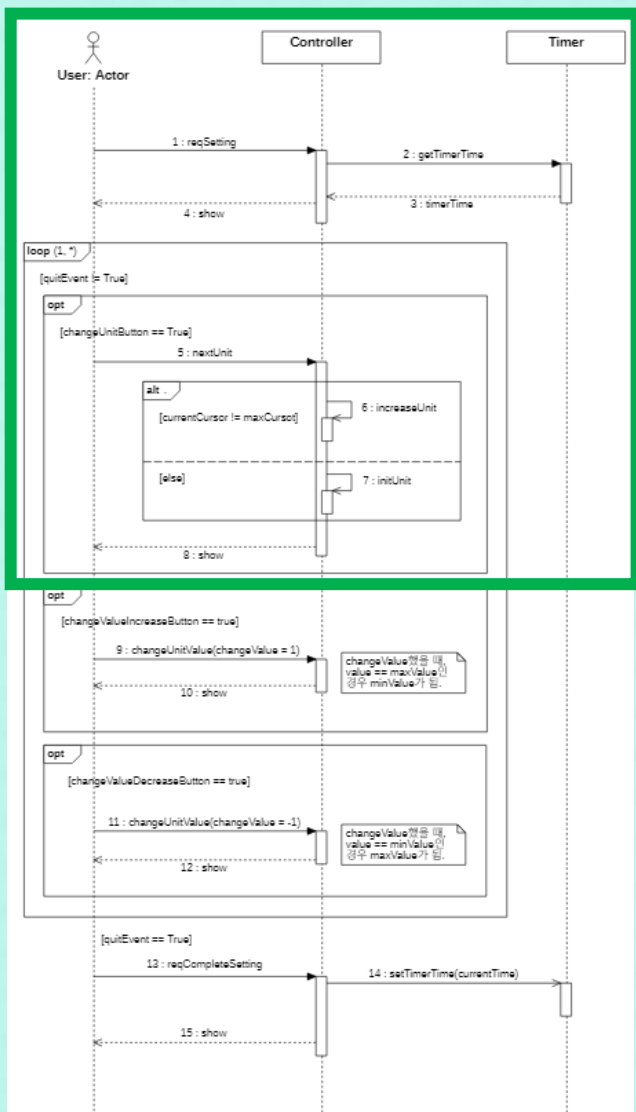 Controller
Timer
User: Actor
1 : reqSetting
2 : getTimerTime
3 : timerTime
4 : show
loop (1, *)
[quitEvent != True]
opt
[changeUnitButton == True]
5 : nextUnit
alt .
[currentCursor != maxCursor]
6 : increaseUnit
[else]
7 : initUnit
8 : show
opt
[changeValueIncreaseButton == true]
9 : changeUnitValue(changeValue = 1)
changeValue했을 때,
value == maxValue인
경우 minValue가 됨.
10 : show
opt
[changeValueDecreaseButton == true]
11 : changeUnitValue(changeValue = -1)
changeValue했을 때,
value == minValue인
경우 maxValue가 됨.
12 : show
[quitEvent == True]
13 : reqCompleteSetting
14 : setTimerTime(currentTime)
15 : show